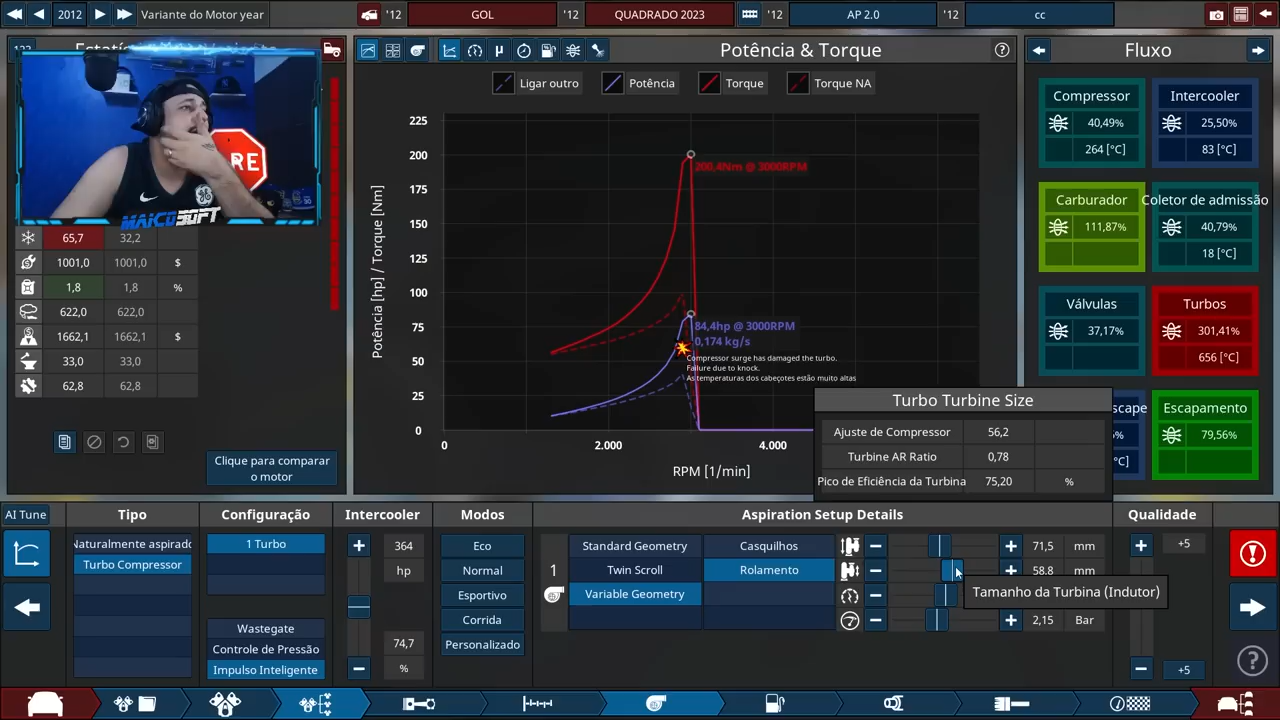 2012
Variante do Motor year
'12
GOL
'12
QUADRADO 2023
'12
AP 2.0
'12
cc
Potência & Torque
Fluxo
Ligar outro
Potência
Torque
Torque NA
225
200
175
150
125
100
75
50
25
0
Potência [hp] / Torque [Nm]
0
2.000
4.000
RPM [1/min]
200,4Nm @ 3000RPM
84,4hp @ 3000RPM
0,174 kg/s
Compressor surge has damaged the turbo.
Failure due to knock.
As temperaturas dos cabeçotes estão muito altas
RE
MAICOSOFT
65,7 32,2
1001,0 1001,0 $
1,8 1,8 %
622,0 622,0
1662,1 1662,1 $
33,0 33,0
62,8 62,8
Clique para comparar
o motor
Compressor
40,49%
264 [°C]
Intercooler
25,50%
83 [°C]
Carburador
111,87%
Coletor de admissão
40,79%
18 [°C]
Válvulas
37,17%
Turbos
301,41%
656 [°C]
scape
%
[°C]
Escapamento
79,56%
Turbo Turbine Size
Ajuste de Compressor 56,2
Turbine AR Ratio 0,78
Pico de Eficiência da Turbina 75,20 %
AI Tune
Tipo
Naturalmente aspirado
Turbo Compressor
Configuração
1 Turbo
Wastegate
Controle de Pressão
Impulso Inteligente
Intercooler
364
hp
74,7
%
Modos
Eco
Normal
Esportivo
Corrida
Personalizado
Aspiration Setup Details
1
Standard Geometry
Twin Scroll
Variable Geometry
Casquilhos
Rolamento
71,5 mm
58,8 mm
Tamanho da Turbina (Indutor)
2,15 Bar
Qualidade
+5
+5